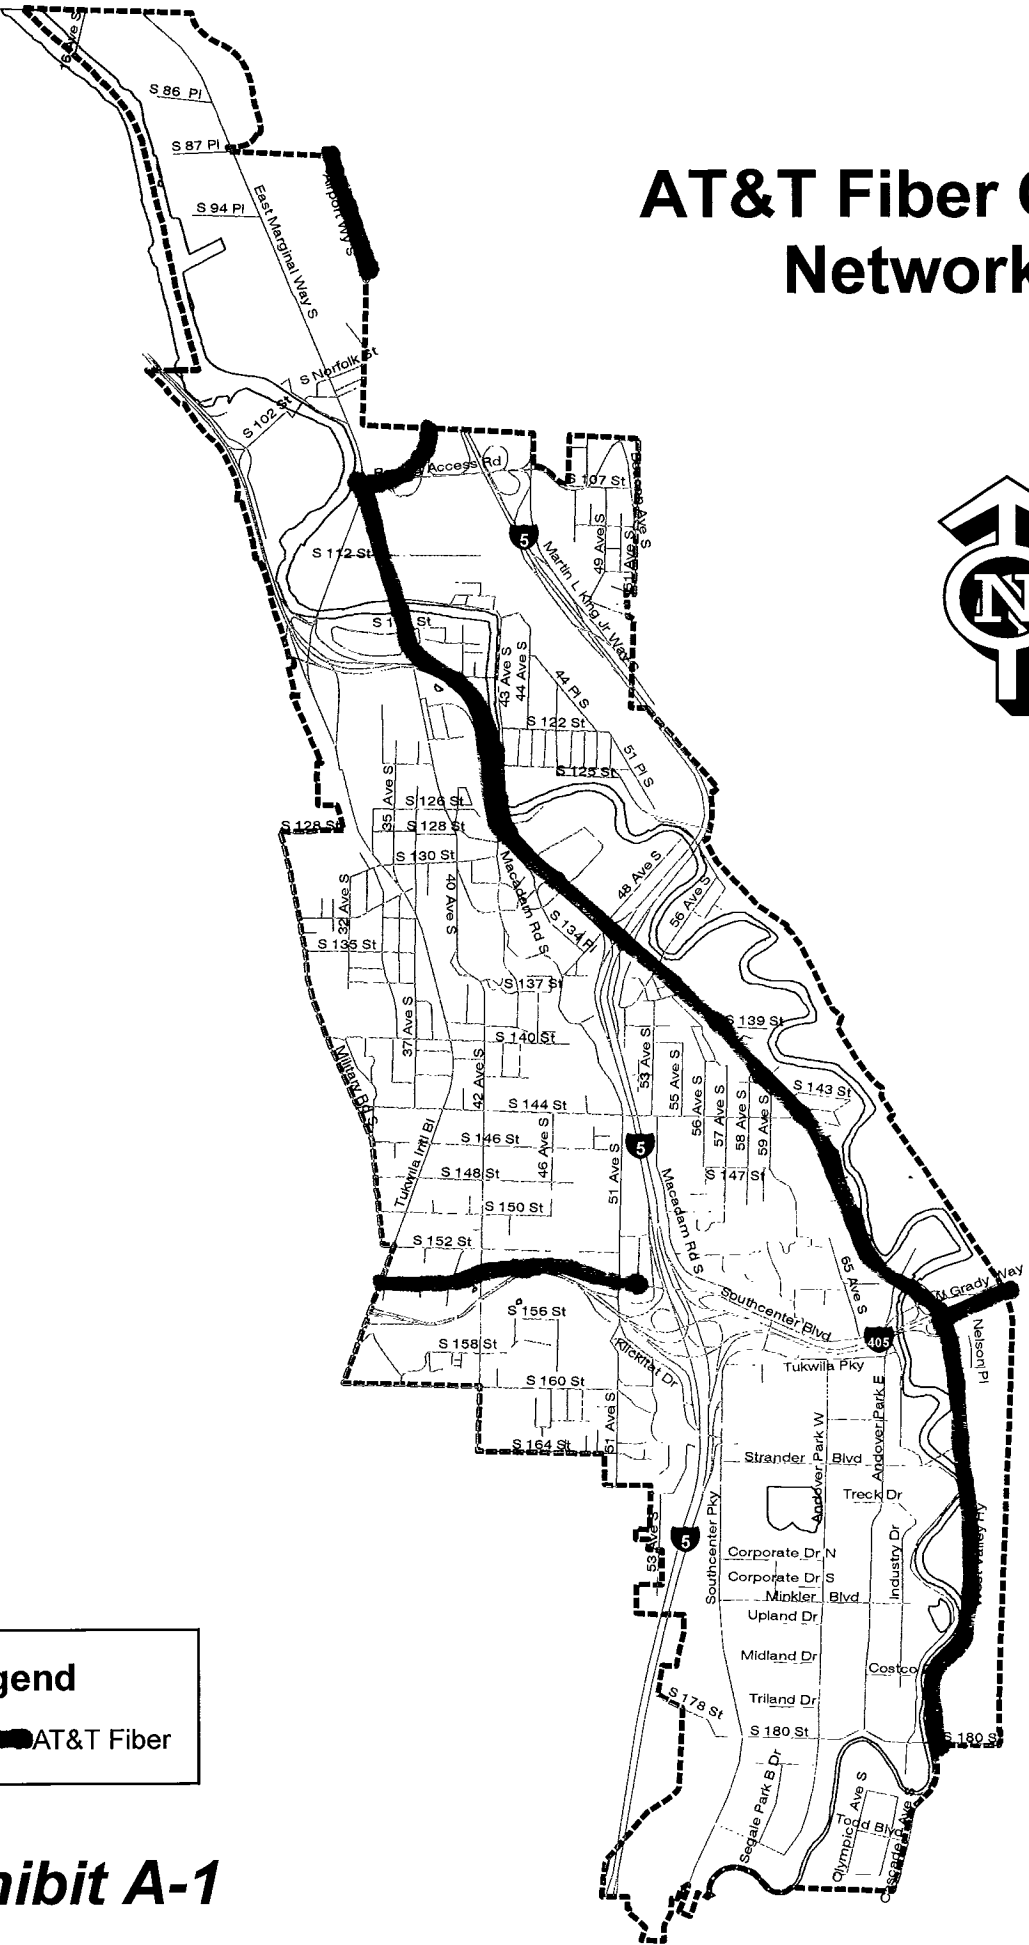 AT&T Fiber
Network
N
16 Ave S
S 86 Pl
S 87 Pl
S 94 Pl
Airport Wy S
East Marginal Way S
S Norfolk St
S 102 St
Access Rd
S 107 St
49 Ave S
51 Ave S
Ave S
5
S 112 St
Martin L King Jr Way
S 1 St
43 Ave S
44 Ave S
44 Pl S
S 122 St
S 125 St
51 Pl S
35 Ave S
S 126 St
S 128 St
S 128 St
S 130 St
40 Ave S
Macadam Rd S
48 Ave S
56 Ave S
32 Ave S
S 134 Pl
S 135 St
S 137 St
37 Ave S
S 139 St
S 140 St
Military Rd S
42 Ave S
53 Ave S
55 Ave S
56 Ave S
57 Ave S
58 Ave S
59 Ave S
S 143 St
S 144 St
S 146 St
46 Ave S
5
Tukwila Intl Bl
S 148 St
51 Ave S
S 147 St
Macadam Rd S
S 150 St
S 152 St
65 Ave S
W Grady Way
S 156 St
Southcenter Blvd
405
Nelson Pl
S 158 St
Klickitat Dr
Tukwila Pky
S 160 St
51 Ave S
Andover Park W
Andover Park E
S 164 St
Strander Blvd
Treck Dr
53 Ave S
5
Southcenter Pky
Corporate Dr N
Corporate Dr S
Minkler Blvd
Industry Dr
West Valley Hy
Upland Dr
Midland Dr
Costco
S 178 St
Triland Dr
S 180 St
S 180 S
Segale Park B Dr
Olympic Ave S
Todd Blvd
Cascade Ave S
gend
AT&T Fiber
hibit A-1